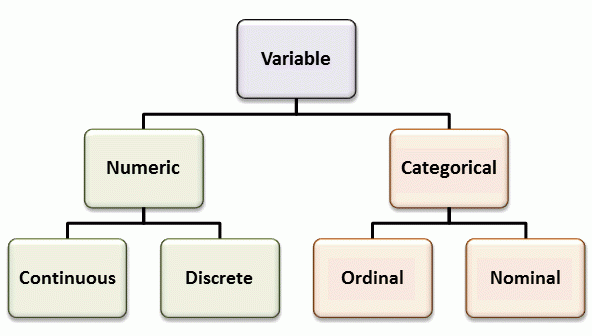 Variable
Numeric
Categorical
Continuous
Discrete
Ordinal
Nominal